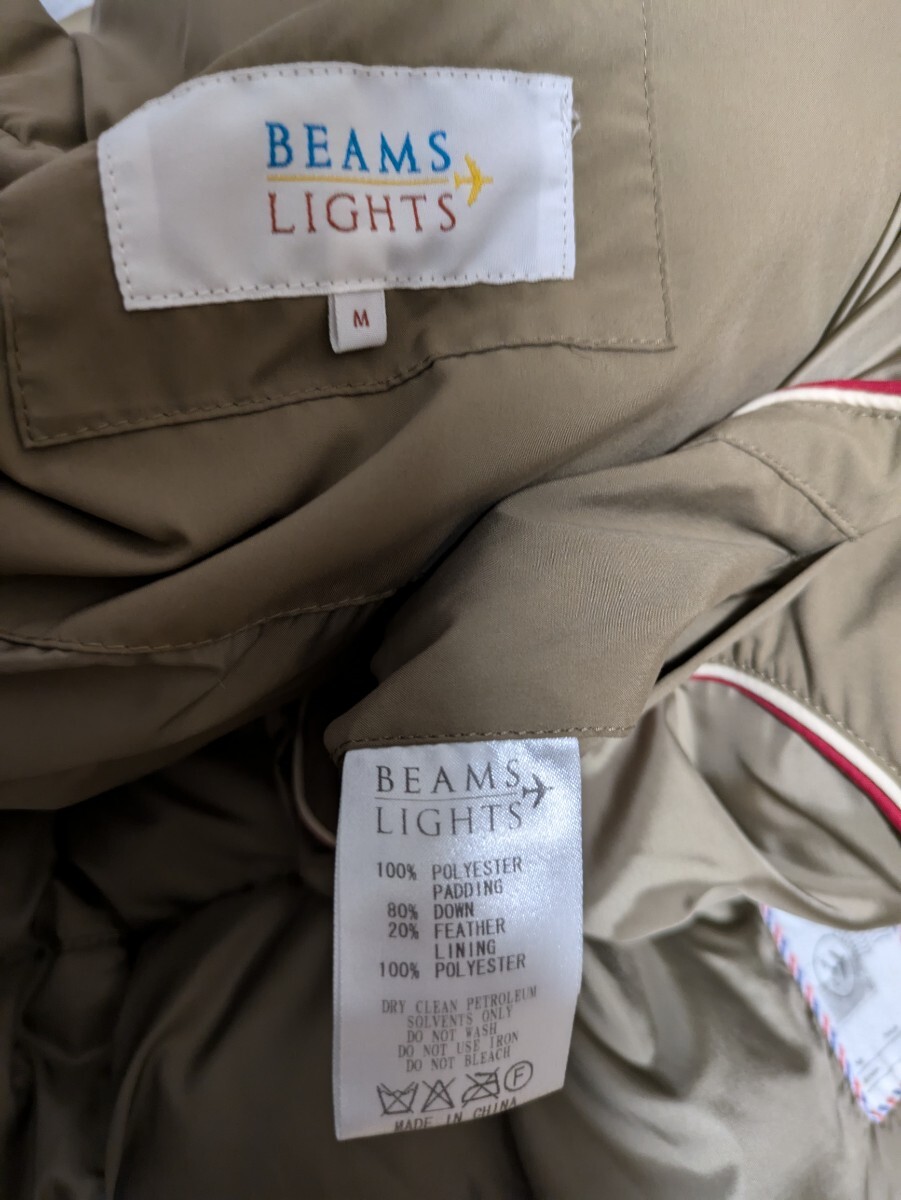 BEAMS
LIGHTS
M
BEAMS
LIGHTS
100% POLYESTER
PADDING
80% DOWN
20% FEATHER
LINING
100% POLYESTER
DRY CLEAN PETROLEUM
SOLVENTS ONLY
DO NOT WASH
DO NOT USE IRON
DO NOT BLEACH
F
MADE IN CHINA